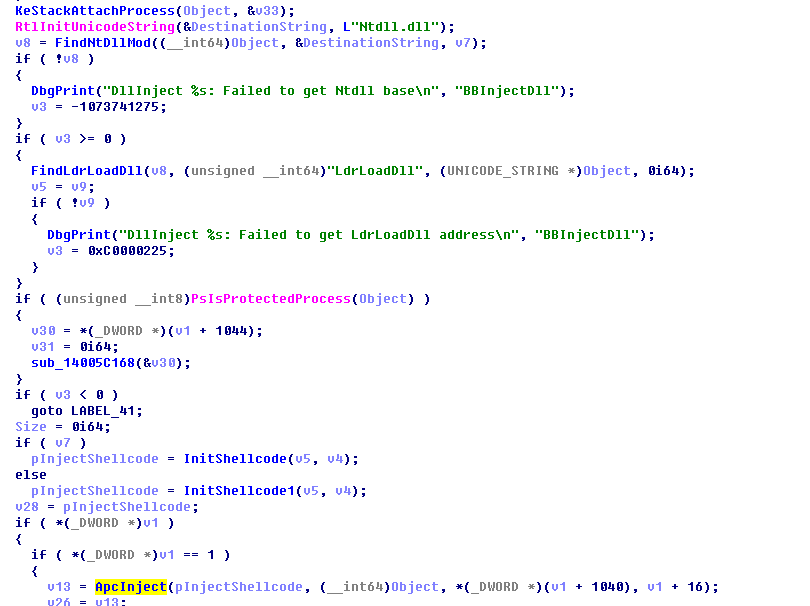 KeStackAttachProcess(Object, &v33);
RtlInitUnicodeString(&DestinationString, L"Ntdll.dll");
v8 = FindNtDllMod((__int64)Object, &DestinationString, v7);
if ( !v8 )
{
DbgPrint("DllInject %s: Failed to get Ntdll base\n", "BBInjectDll");
v3 = -1073741275;
}
if ( v3 >= 0 )
{
FindLdrLoadDll(v8, (unsigned __int64)"LdrLoadDll", (UNICODE_STRING *)Object, 0i64);
v5 = v9;
if ( !v9 )
{
DbgPrint("DllInject %s: Failed to get LdrLoadDll address\n", "BBInjectDll");
v3 = 0xC0000225;
}
}
if ( (unsigned __int8)PsIsProtectedProcess(Object) )
{
v30 = *(_DWORD *)(v1 + 1044);
v31 = 0i64;
sub_14005C168(&v30);
}
if ( v3 < 0 )
goto LABEL_41;
Size = 0i64;
if ( v7 )
pInjectShellcode = InitShellcode(v5, v4);
else
pInjectShellcode = InitShellcode1(v5, v4);
v28 = pInjectShellcode;
if ( *(_DWORD *)v1 )
{
if ( *(_DWORD *)v1 == 1 )
{
v13 = ApcInject(pInjectShellcode, (__int64)Object, *(_DWORD *)(v1 + 1040), v1 + 16);
v26 = v13;